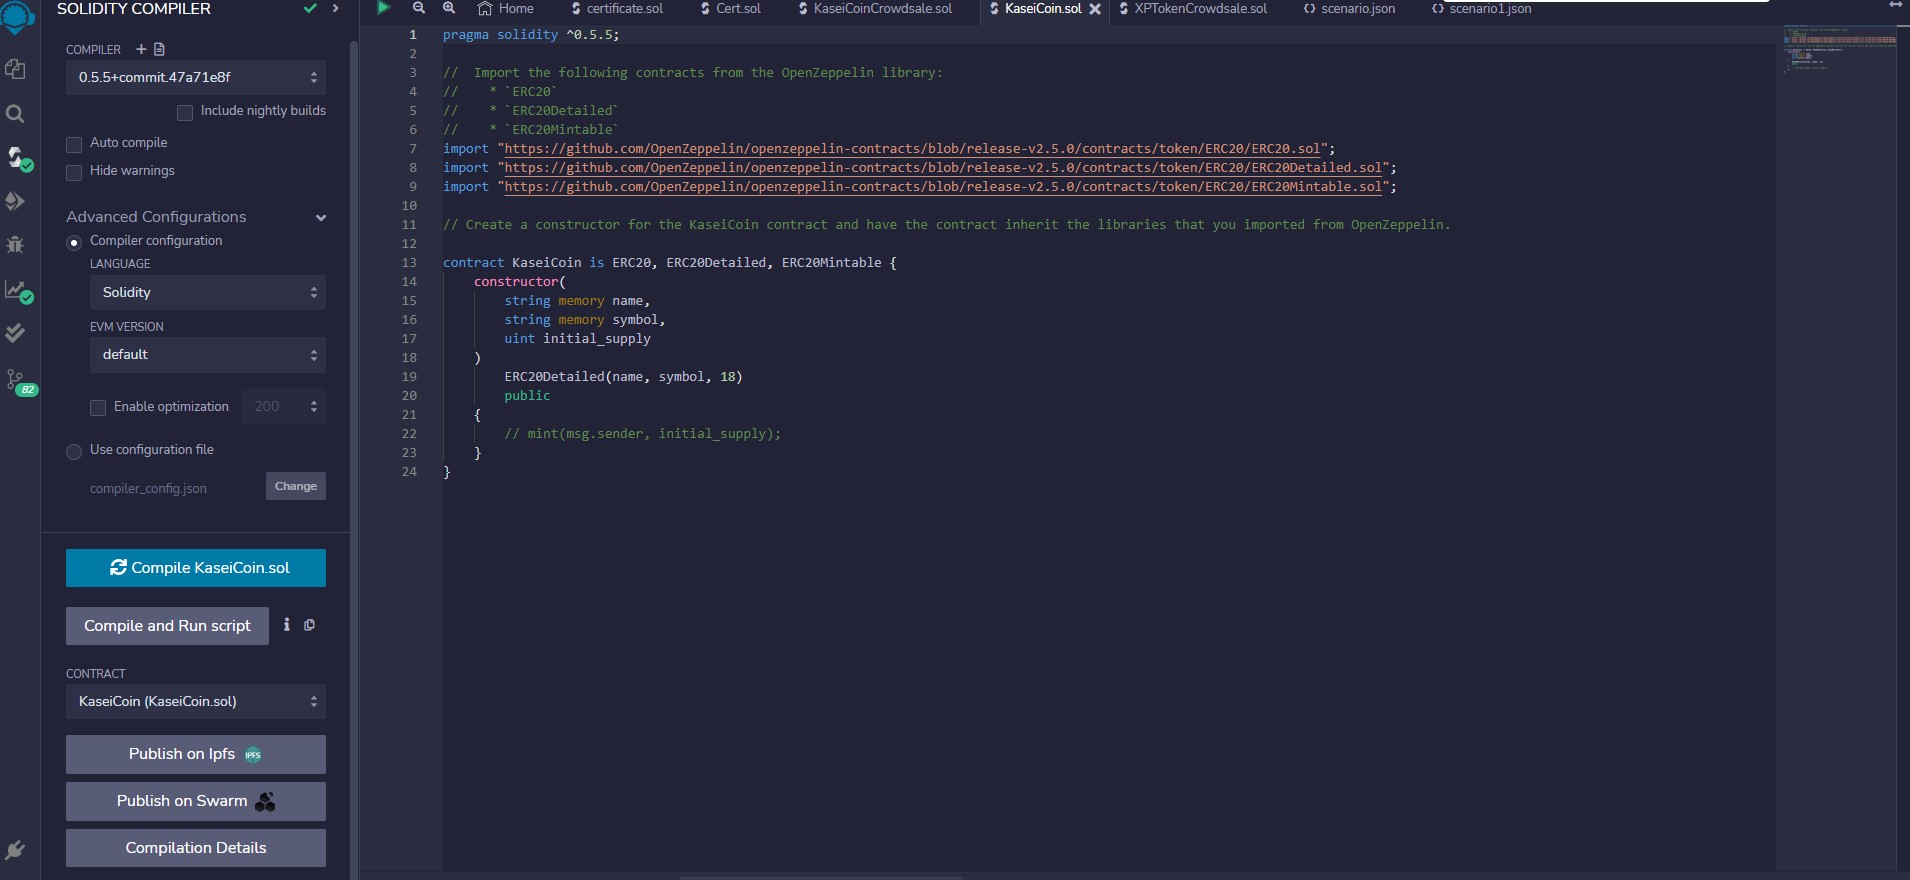 SOLIDITY COMPILER
COMPILER
0.5.5+commit.47a71e8f
Include nightly builds
Auto compile
Hide warnings
Advanced Configurations
Compiler configuration
LANGUAGE
Solidity
EVM VERSION
default
Enable optimization 200
Use configuration file
compiler_config.json Change
Compile KaseiCoin.sol
Compile and Run script
CONTRACT
KaseiCoin (KaseiCoin.sol)
Publish on Ipfs IPFS
Publish on Swarm
Compilation Details
82
Home certificate.sol Cert.sol KaseiCoinCrowdsale.sol KaseiCoin.sol XPTokenCrowdsale.sol scenario.json scenario1.json
1 pragma solidity ^0.5.5;
2
3 //  Import the following contracts from the OpenZeppelin library:
4 //    * `ERC20`
5 //    * `ERC20Detailed`
6 //    * `ERC20Mintable`
7 import "https://github.com/OpenZeppelin/openzeppelin-contracts/blob/release-v2.5.0/contracts/token/ERC20/ERC20.sol";
8 import "https://github.com/OpenZeppelin/openzeppelin-contracts/blob/release-v2.5.0/contracts/token/ERC20/ERC20Detailed.sol";
9 import "https://github.com/OpenZeppelin/openzeppelin-contracts/blob/release-v2.5.0/contracts/token/ERC20/ERC20Mintable.sol";
10
11 // Create a constructor for the KaseiCoin contract and have the contract inherit the libraries that you imported from OpenZeppelin.
12
13 contract KaseiCoin is ERC20, ERC20Detailed, ERC20Mintable {
14     constructor(
15         string memory name,
16         string memory symbol,
17         uint initial_supply
18     )
19         ERC20Detailed(name, symbol, 18)
20         public
21     {
22         // mint(msg.sender, initial_supply);
23     }
24 }